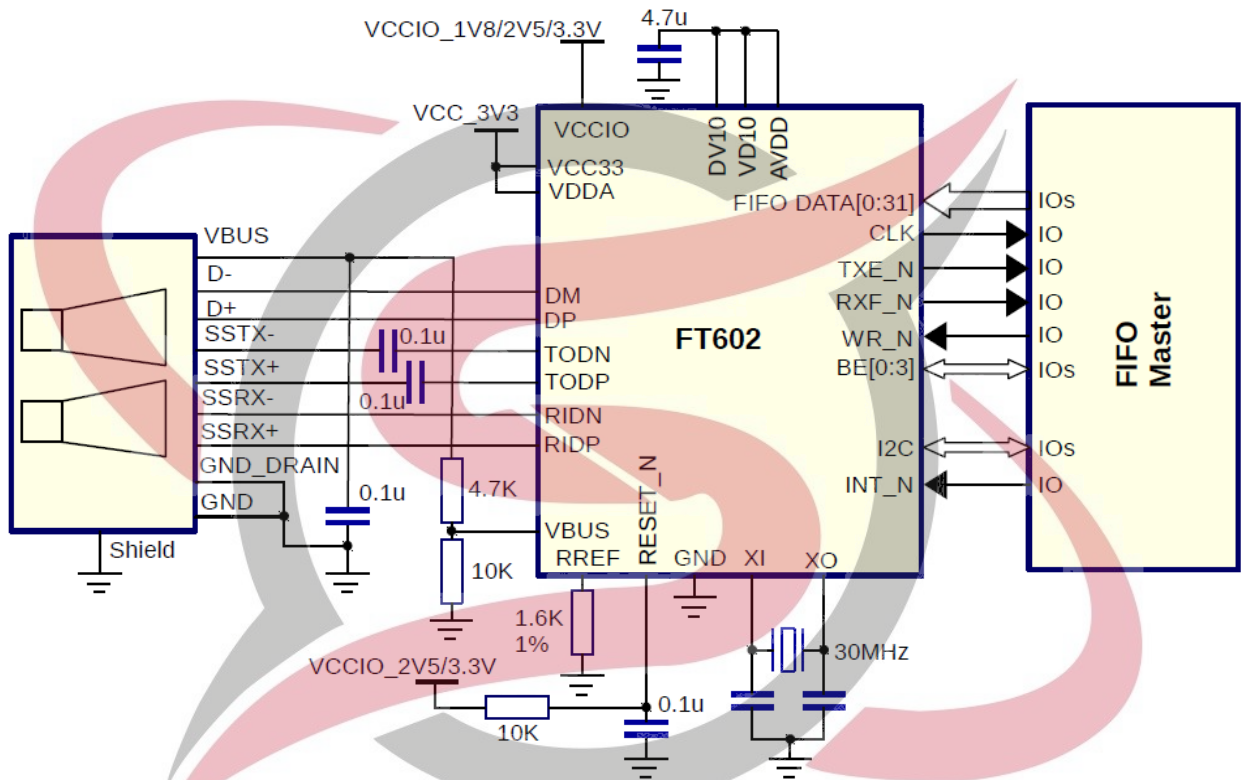 4.7u
VCCIO_1V8/2V5/3.3V
VCC_3V3
VCCIO
VCC33
VDDA
DV10
VD10
AVDD
FIFO DATA[0:31]
CLK
TXE_N
RXF_N
WR_N
BE[0:3]
I2C
INT_N
IOs
IO
IO
IO
IO
IOs
IOs
IO
FIFO
Master
FT602
VBUS
D-
D+
SSTX-
SSTX+
SSRX-
SSRX+
GND_DRAIN
GND
Shield
0.1u
0.1u
0.1u
DM
DP
TODN
TODP
RIDN
RIDP
4.7K
VBUS
10K
RREF
RESET_N
GND
XI
XO
1.6K
1%
30MHz
VCCIO_2V5/3.3V
10K
0.1u